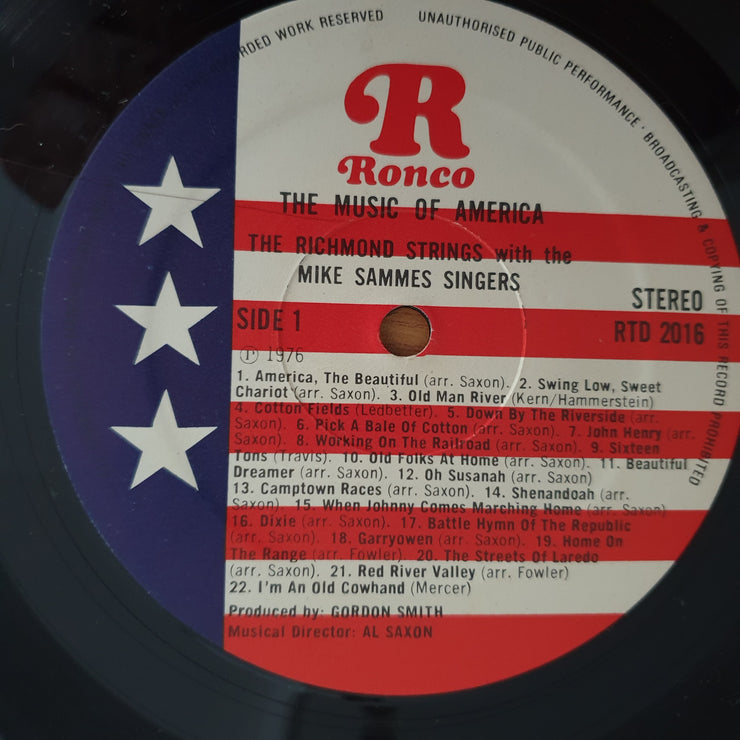 RECORDED WORK RESERVED UNAUTHORISED PUBLIC PERFORMANCE · BROADCASTING & COPYING OF THIS RECORD PROHIBITED
R
Ronco
THE MUSIC OF AMERICA
THE RICHMOND STRINGS with the
MIKE SAMMES SINGERS
STEREO
SIDE 1
RTD 2016
Ⓟ 1976
1. America, The Beautiful (arr. Saxon). 2. Swing Low, Sweet
Chariot (arr. Saxon). 3. Old Man River (Kern/Hammerstein)
4. Cotton Fields (Ledbetter). 5. Down By The Riverside (arr.
Saxon). 6. Pick A Bale Of Cotton (arr. Saxon). 7. John Henry (arr.
Saxon). 8. Working On The Railroad (arr. Saxon). 9. Sixteen
Tons (Travis). 10. Old Folks At Home (arr. Saxon). 11. Beautiful
Dreamer (arr. Saxon). 12. Oh Susanah (arr. Saxon)
13. Camptown Races (arr. Saxon). 14. Shenandoah (arr.
Saxon). 15. When Johnny Comes Marching Home (arr. Saxon)
16. Dixie (arr. Saxon). 17. Battle Hymn Of The Republic
(arr. Saxon). 18. Garryowen (arr. Saxon). 19. Home On
The Range (arr. Fowler). 20. The Streets Of Laredo
(arr. Saxon). 21. Red River Valley (arr. Fowler)
22. I'm An Old Cowhand (Mercer)
Produced by: GORDON SMITH
Musical Director: AL SAXON